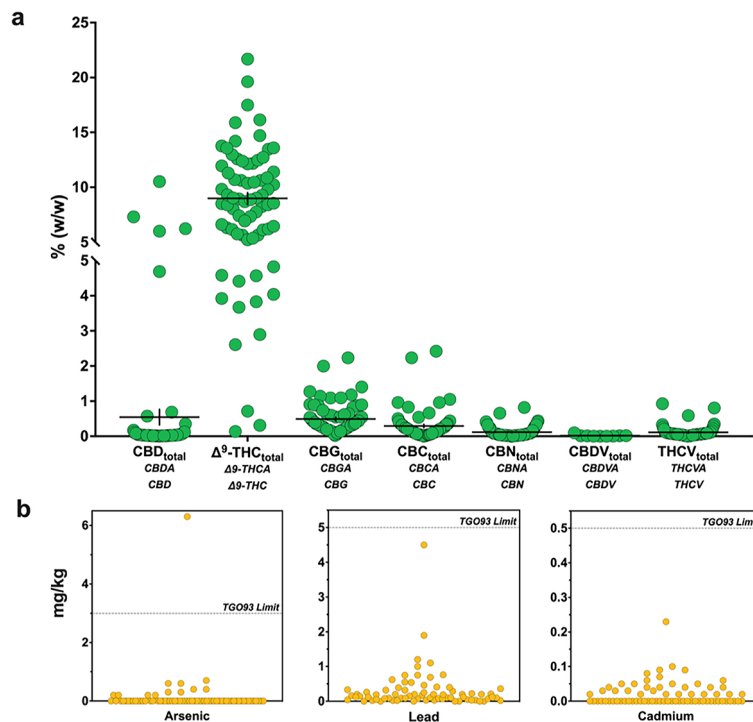 a
25
20
15
10
5
5
4
3
2
1
0
% (w/w)
CBDtotal Δ⁹-THCtotal CBGtotal CBCtotal CBNtotal CBDVtotal THCVtotal
CBDA Δ9-THCA CBGA CBCA CBNA CBDVA THCVA
CBD Δ9-THC CBG CBC CBN CBDV THCV
b
mg/kg
6
4
2
0
TGO93 Limit
Arsenic
5
4
3
2
1
0
TGO93 Limit
Lead
0.5
0.4
0.3
0.2
0.1
0.0
TGO93 Lim
Cadmium